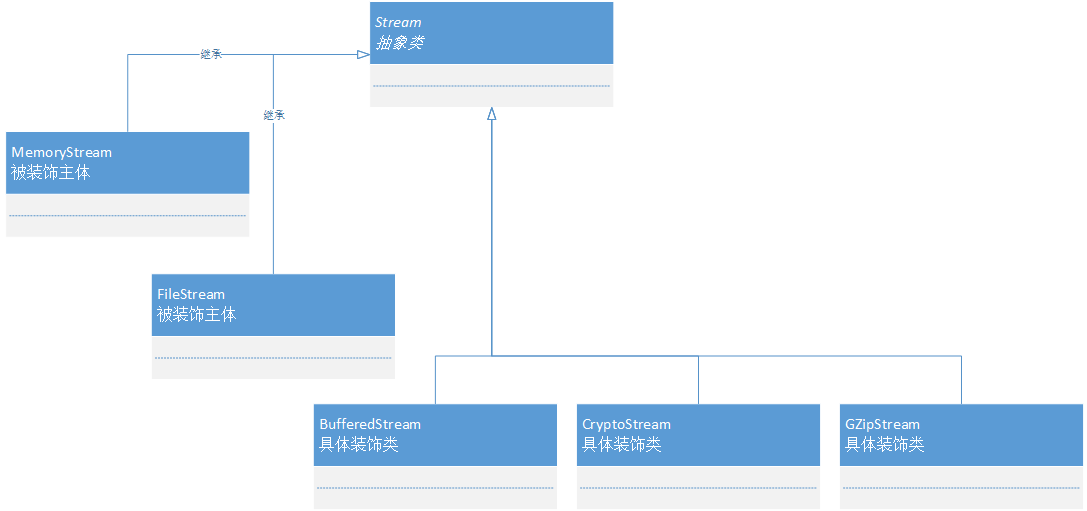 Stream
抽象类
继承
继承
MemoryStream
被装饰主体
FileStream
被装饰主体
BufferedStream
具体装饰类
CryptoStream
具体装饰类
GZipStream
具体装饰类